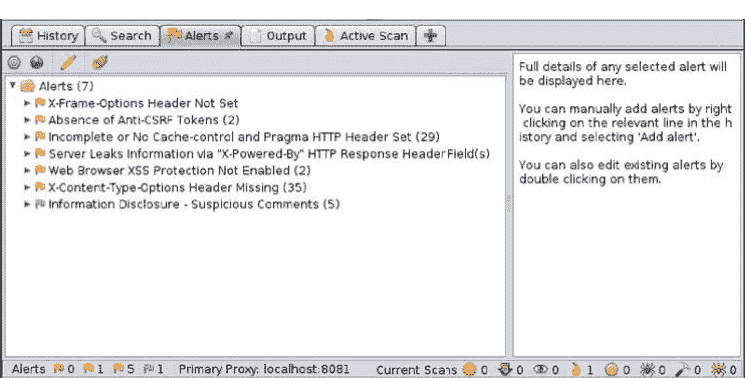 History Search Alerts Output Active Scan
Alerts (7)
X-Frame-Options Header Not Set
Absence of Anti-CSRF Tokens (2)
Incomplete or No Cache-control and Pragma HTTP Header Set (29)
Server Leaks Information via "X-Powered-By" HTTP Response Header Field(s)
Web Browser XSS Protection Not Enabled (2)
X-Content-Type-Options Header Missing (35)
Information Disclosure - Suspicious Comments (5)
Full details of any selected alert will
be displayed here.
You can manually add alerts by right
clicking on the relevant line in the h
istory and selecting 'Add alert'.
You can also edit existing alerts by
double clicking on them.
Alerts 0 1 5 1 Primary Proxy: localhost:8081 Current Scans 0 0 0 1 0 0 0 0